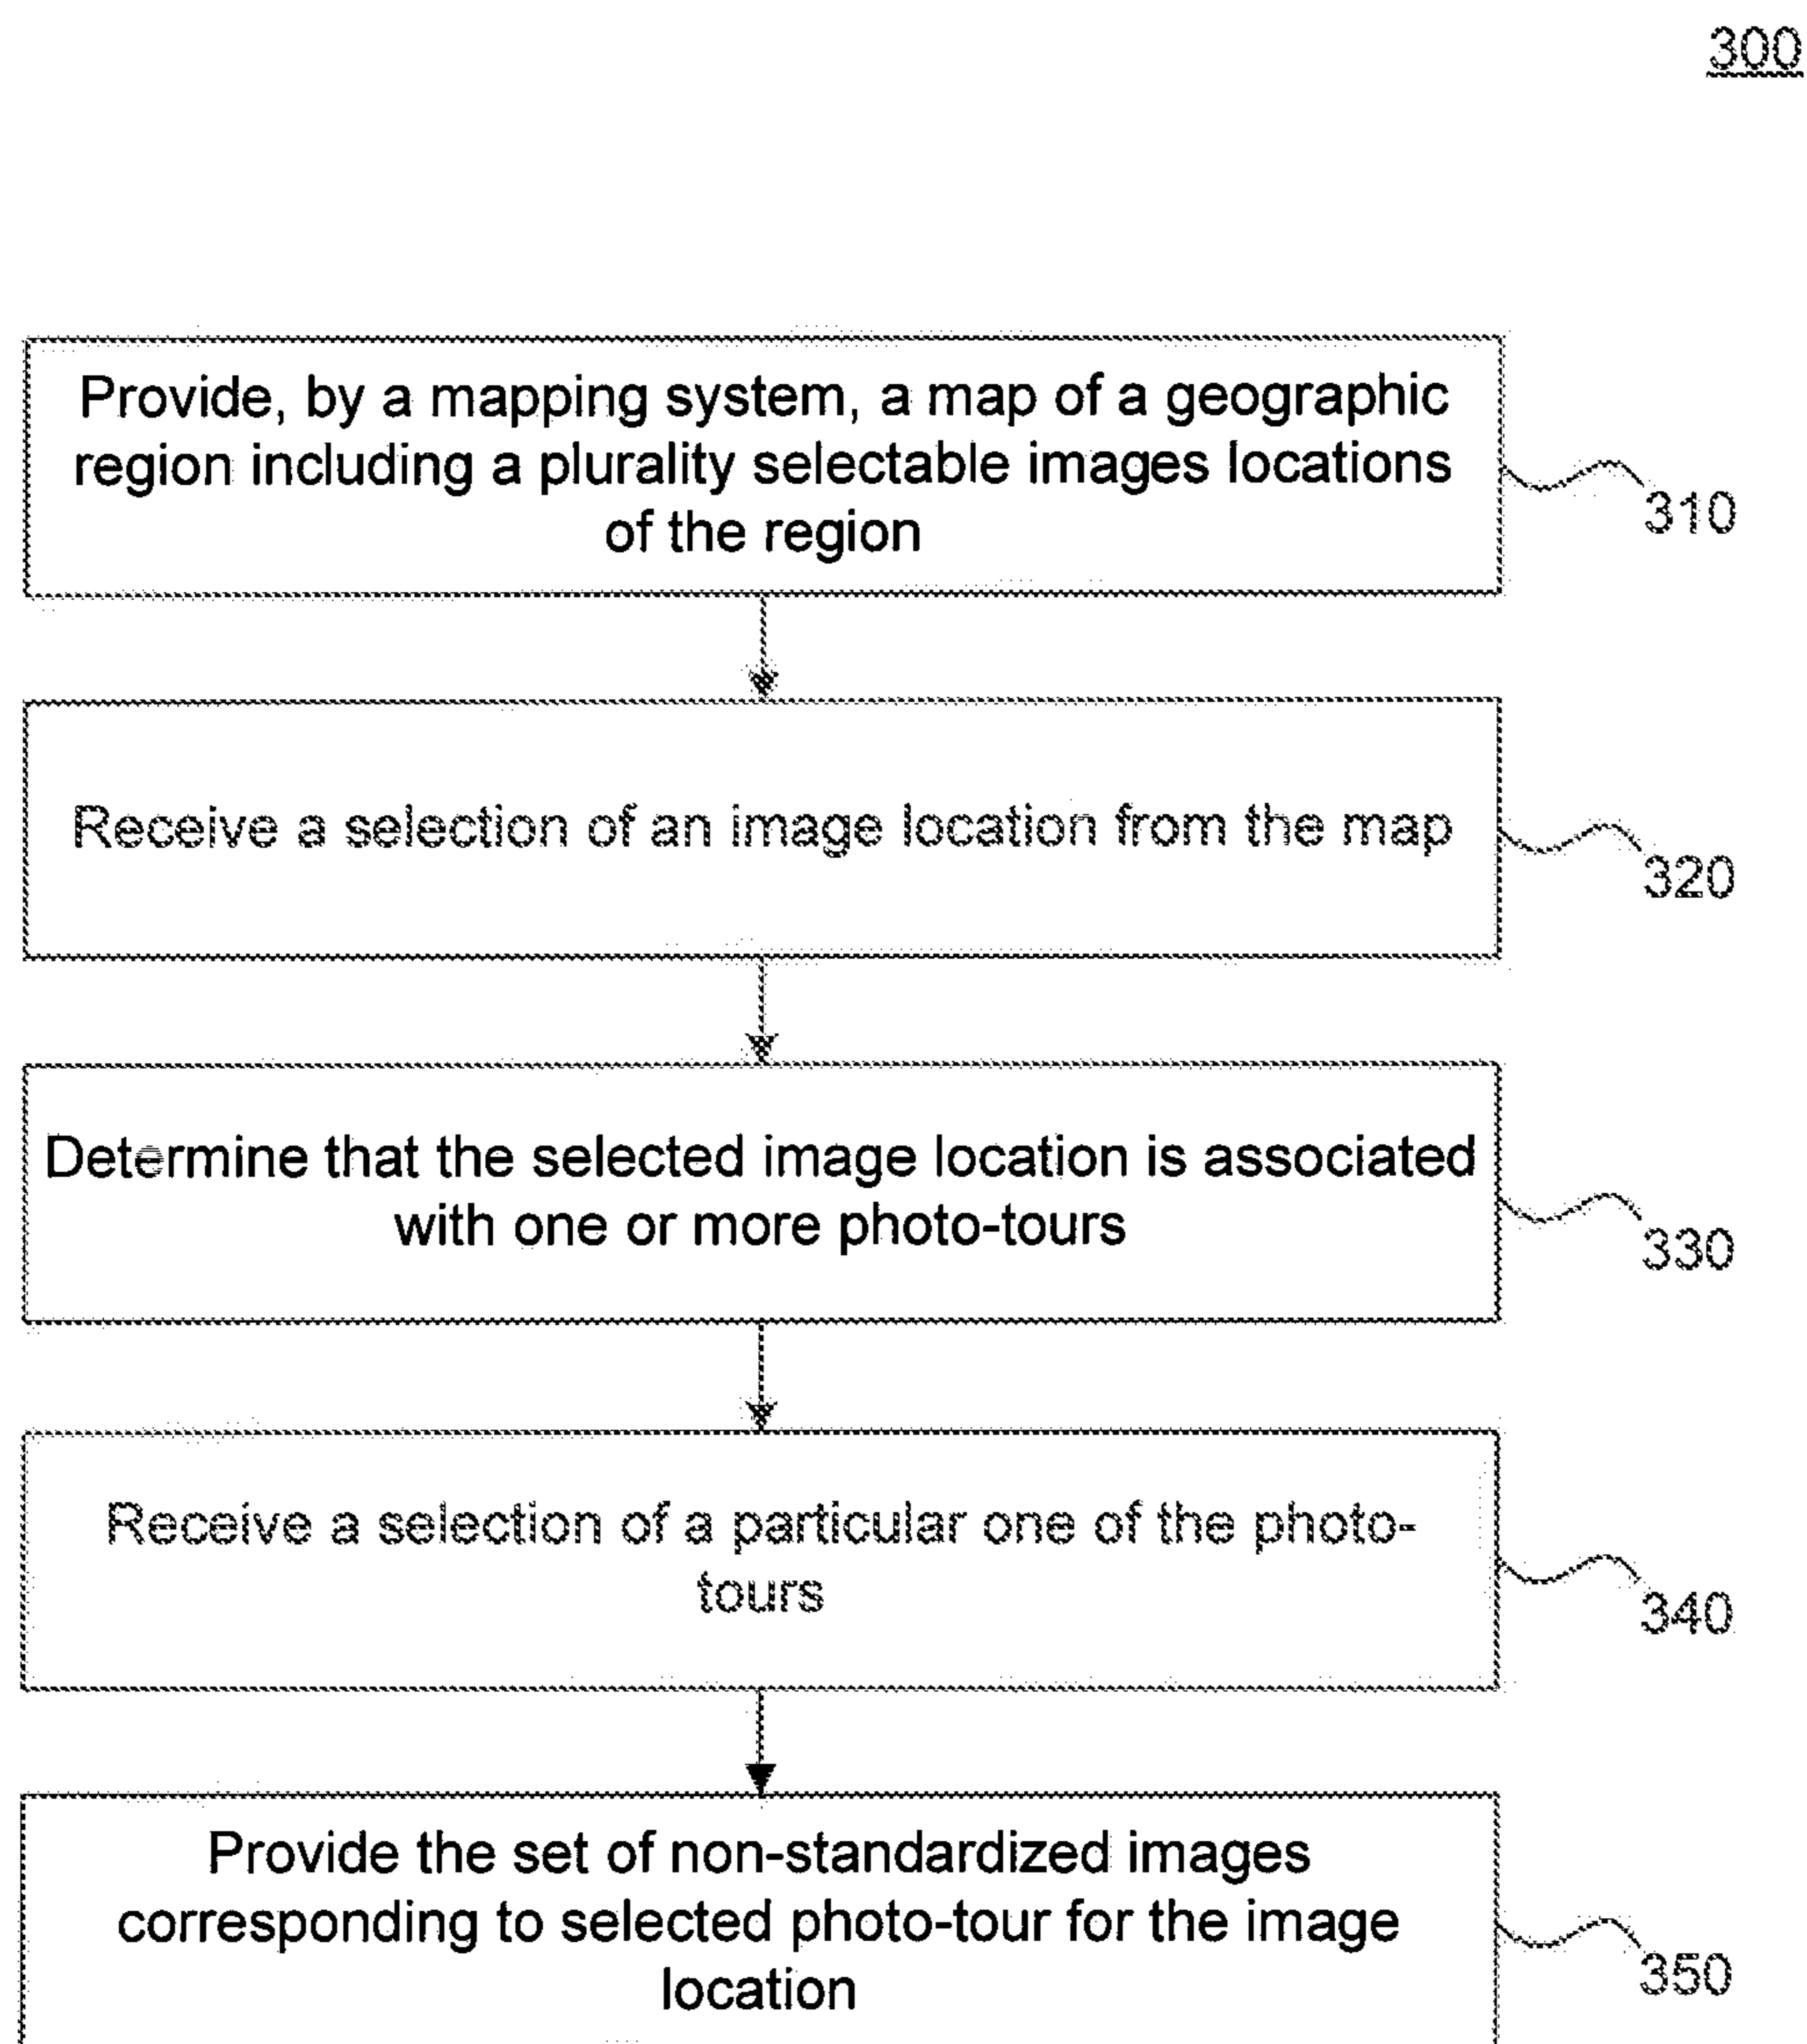 300
Provide, by a mapping system, a map of a geographic
region including a plurality selectable images locations
of the region
310
Receive a selection of an image location from the map
320
Determine that the selected image location is associated
with one or more photo-tours
330
Receive a selection of a particular one of the photo-
tours
340
Provide the set of non-standardized images
corresponding to selected photo-tour for the image
location
350